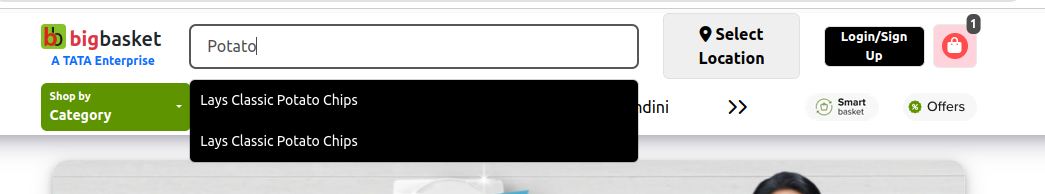 bigbasket
A TATA Enterprise
Potato
Select
Location
Login/Sign
Up
1
Shop by
Category
Lays Classic Potato Chips
Lays Classic Potato Chips
ndini
Smart
basket
Offers